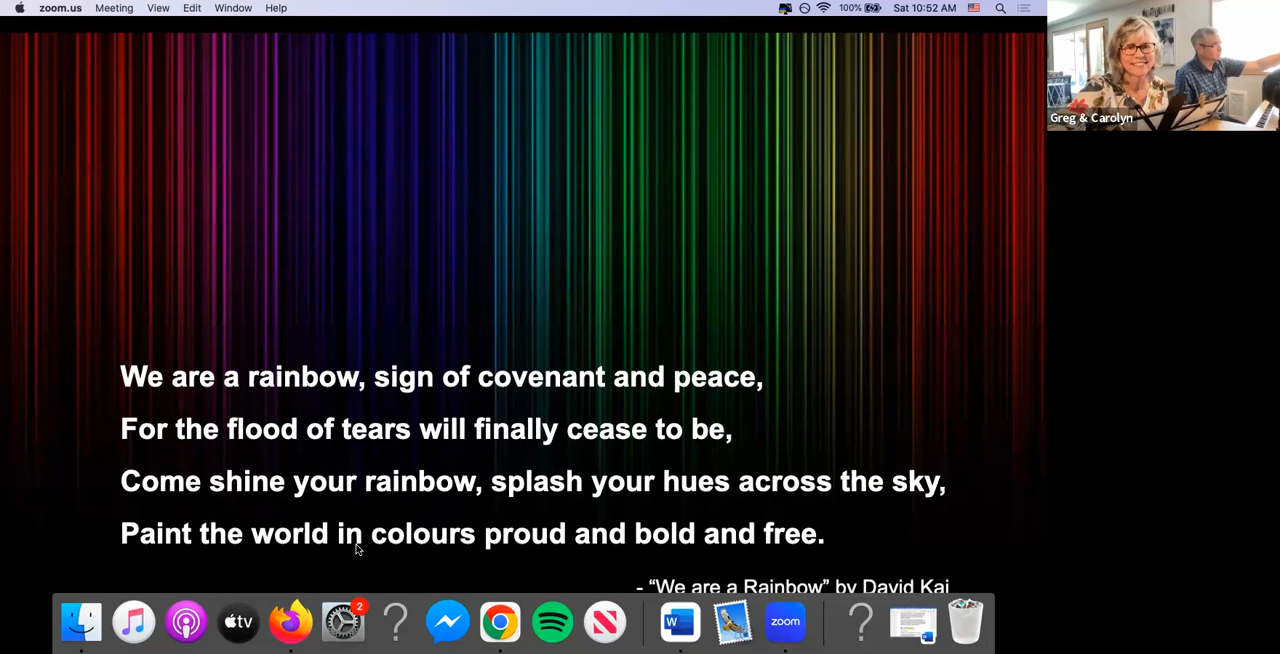 zoom.us Meeting View Edit Window Help 100% Sat 10:52 AM
Greg & Carolyn
We are a rainbow, sign of covenant and peace,
For the flood of tears will finally cease to be,
Come shine your rainbow, splash your hues across the sky,
Paint the world in colours proud and bold and free.
- “We are a Rainbow” by David Kai
tv
2
W
zoom